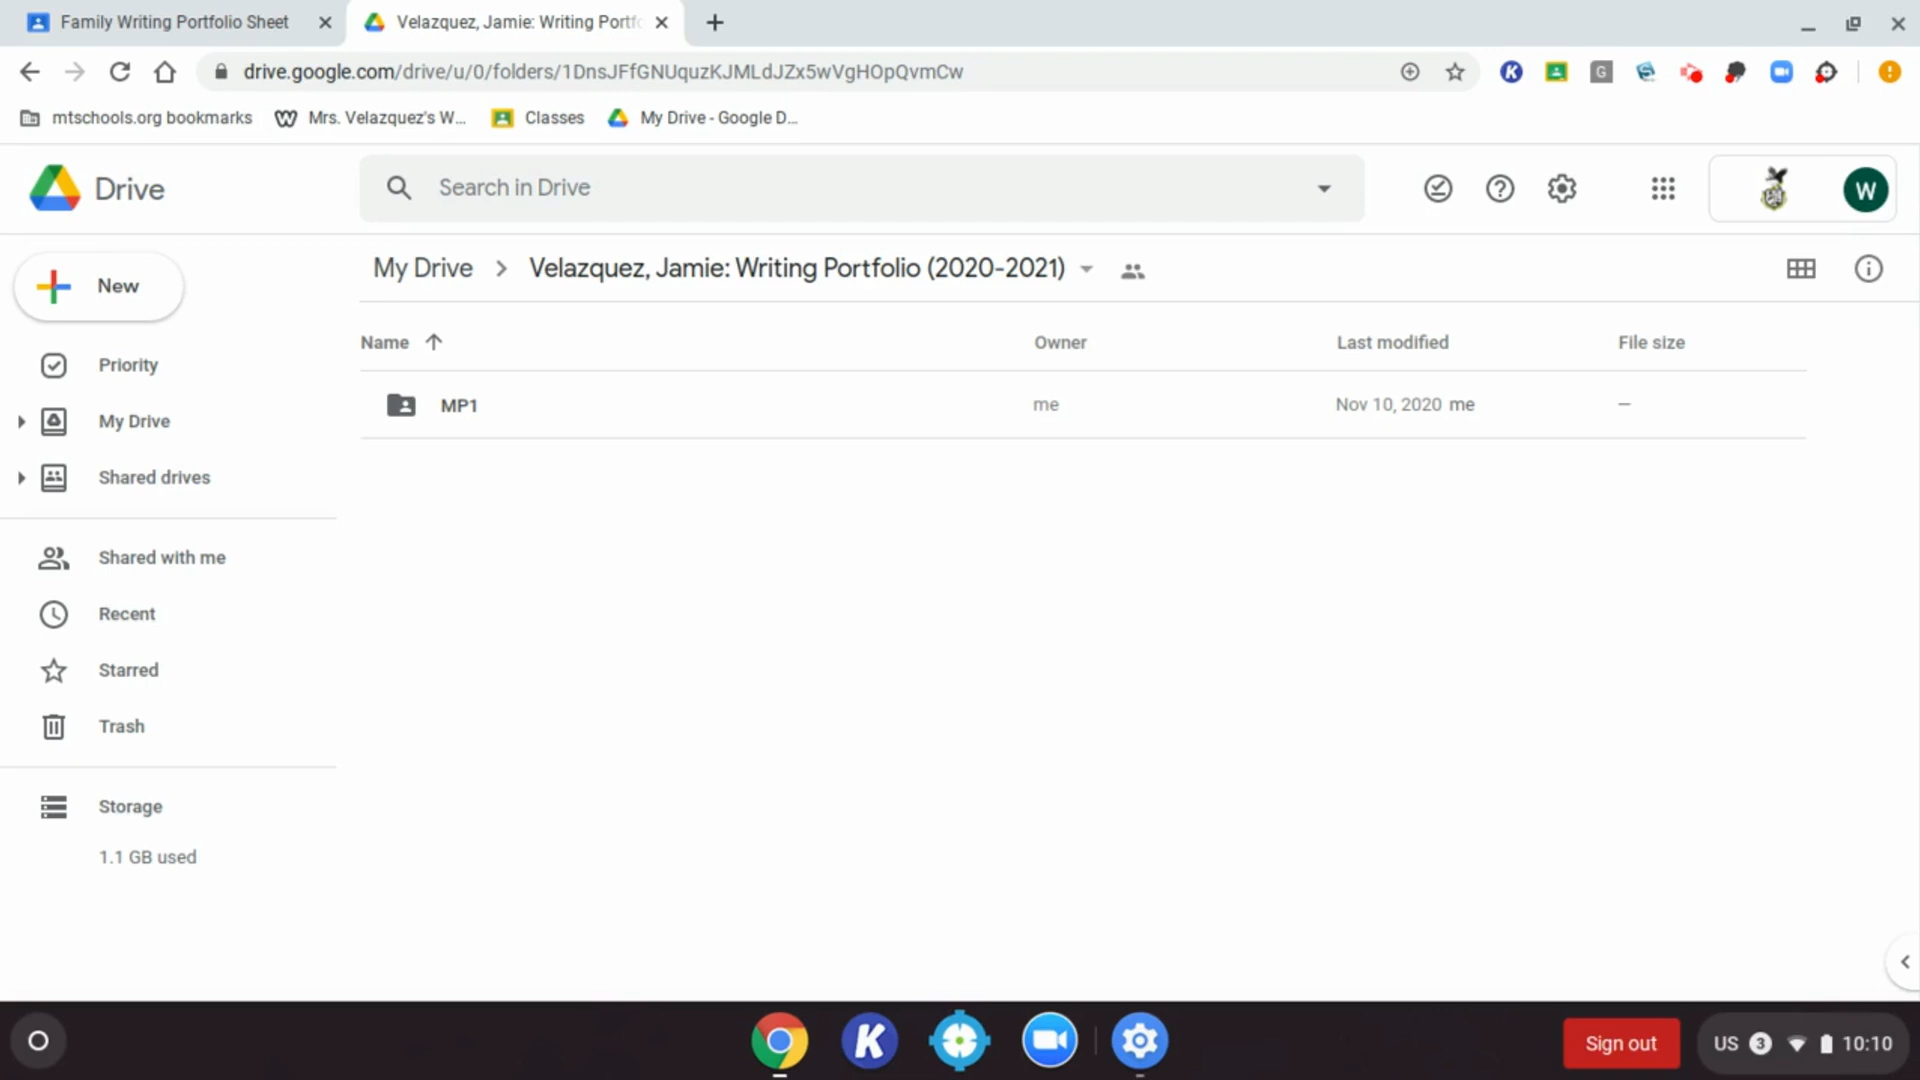 Family Writing Portfolio Sheet
Velazquez, Jamie: Writing Portfo
drive.google.com/drive/u/0/folders/1DnsJFfGNUquzKJMLdJZx5wVgHOpQvmCw
mtschools.org bookmarks
Mrs. Velazquez's W...
Classes
My Drive - Google D...
Drive
Search in Drive
W
New
My Drive > Velazquez, Jamie: Writing Portfolio (2020-2021)
Name
Owner
Last modified
File size
MP1
me
Nov 10, 2020 me
–
Priority
My Drive
Shared drives
Shared with me
Recent
Starred
Trash
Storage
1.1 GB used
K
Sign out
US 3 10:10